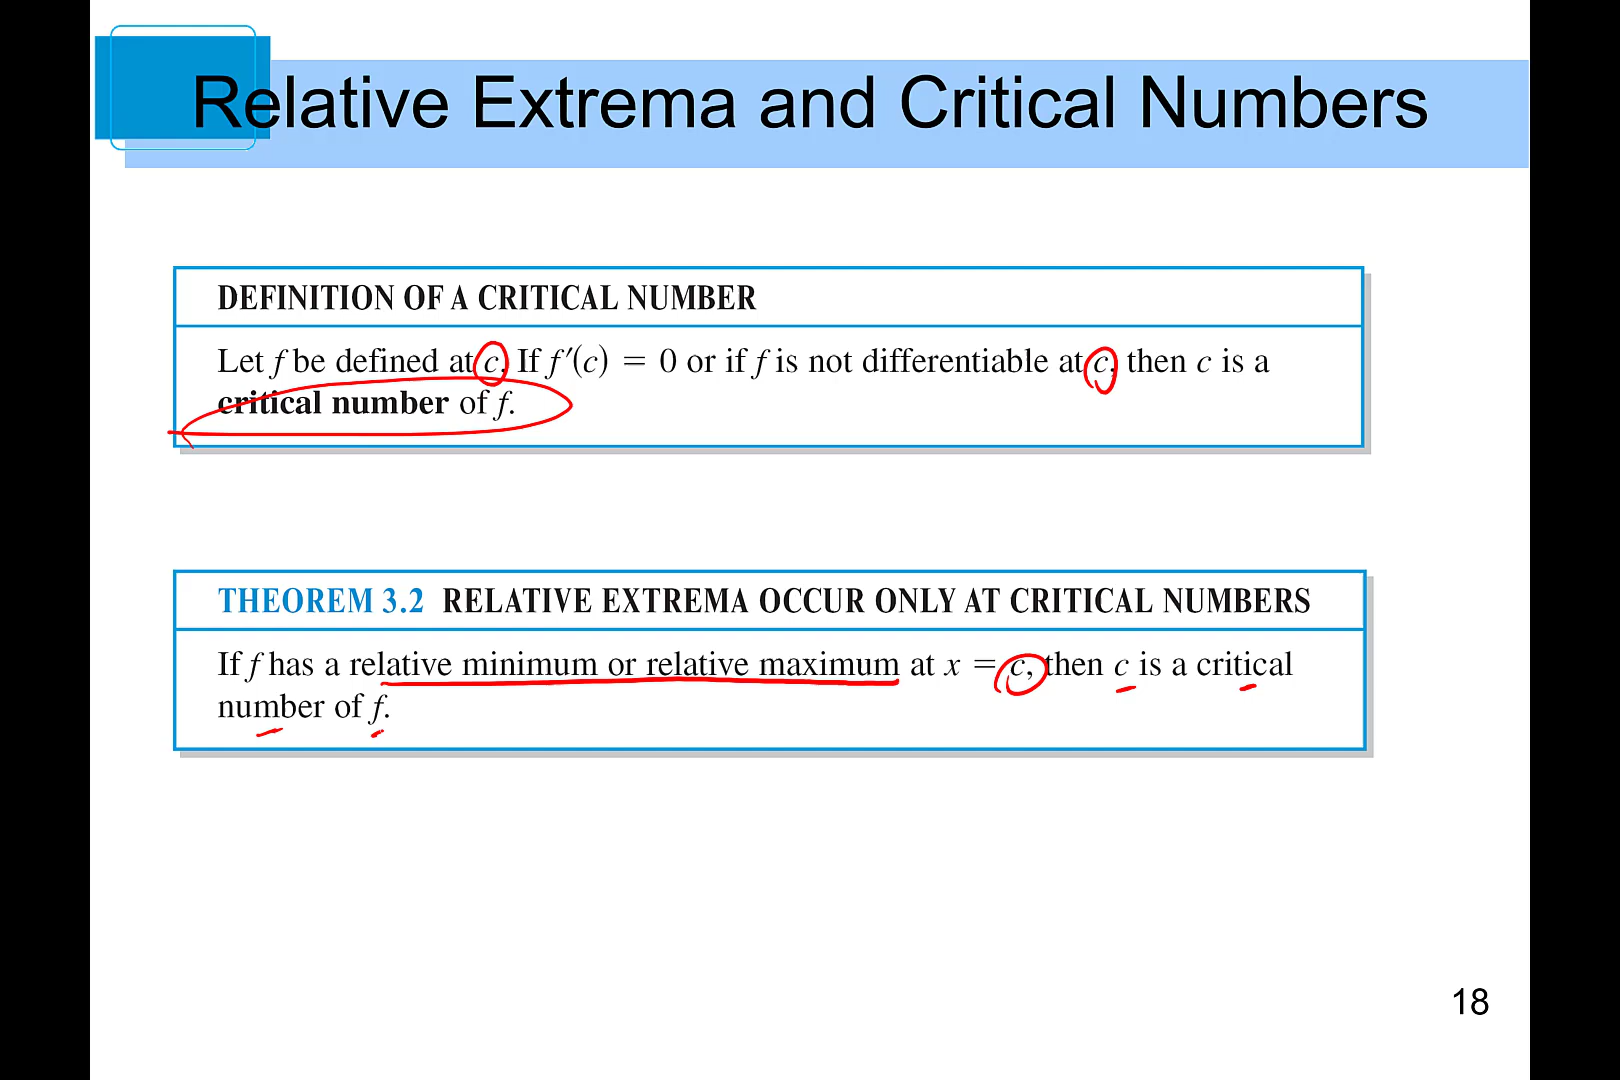 Relative Extrema and Critical Numbers
DEFINITION OF A CRITICAL NUMBER
Let f be defined at c. If f′(c) = 0 or if f is not differentiable at c, then c is a
critical number of f.
THEOREM 3.2 RELATIVE EXTREMA OCCUR ONLY AT CRITICAL NUMBERS
If f has a relative minimum or relative maximum at x = c, then c is a critical
number of f.
18